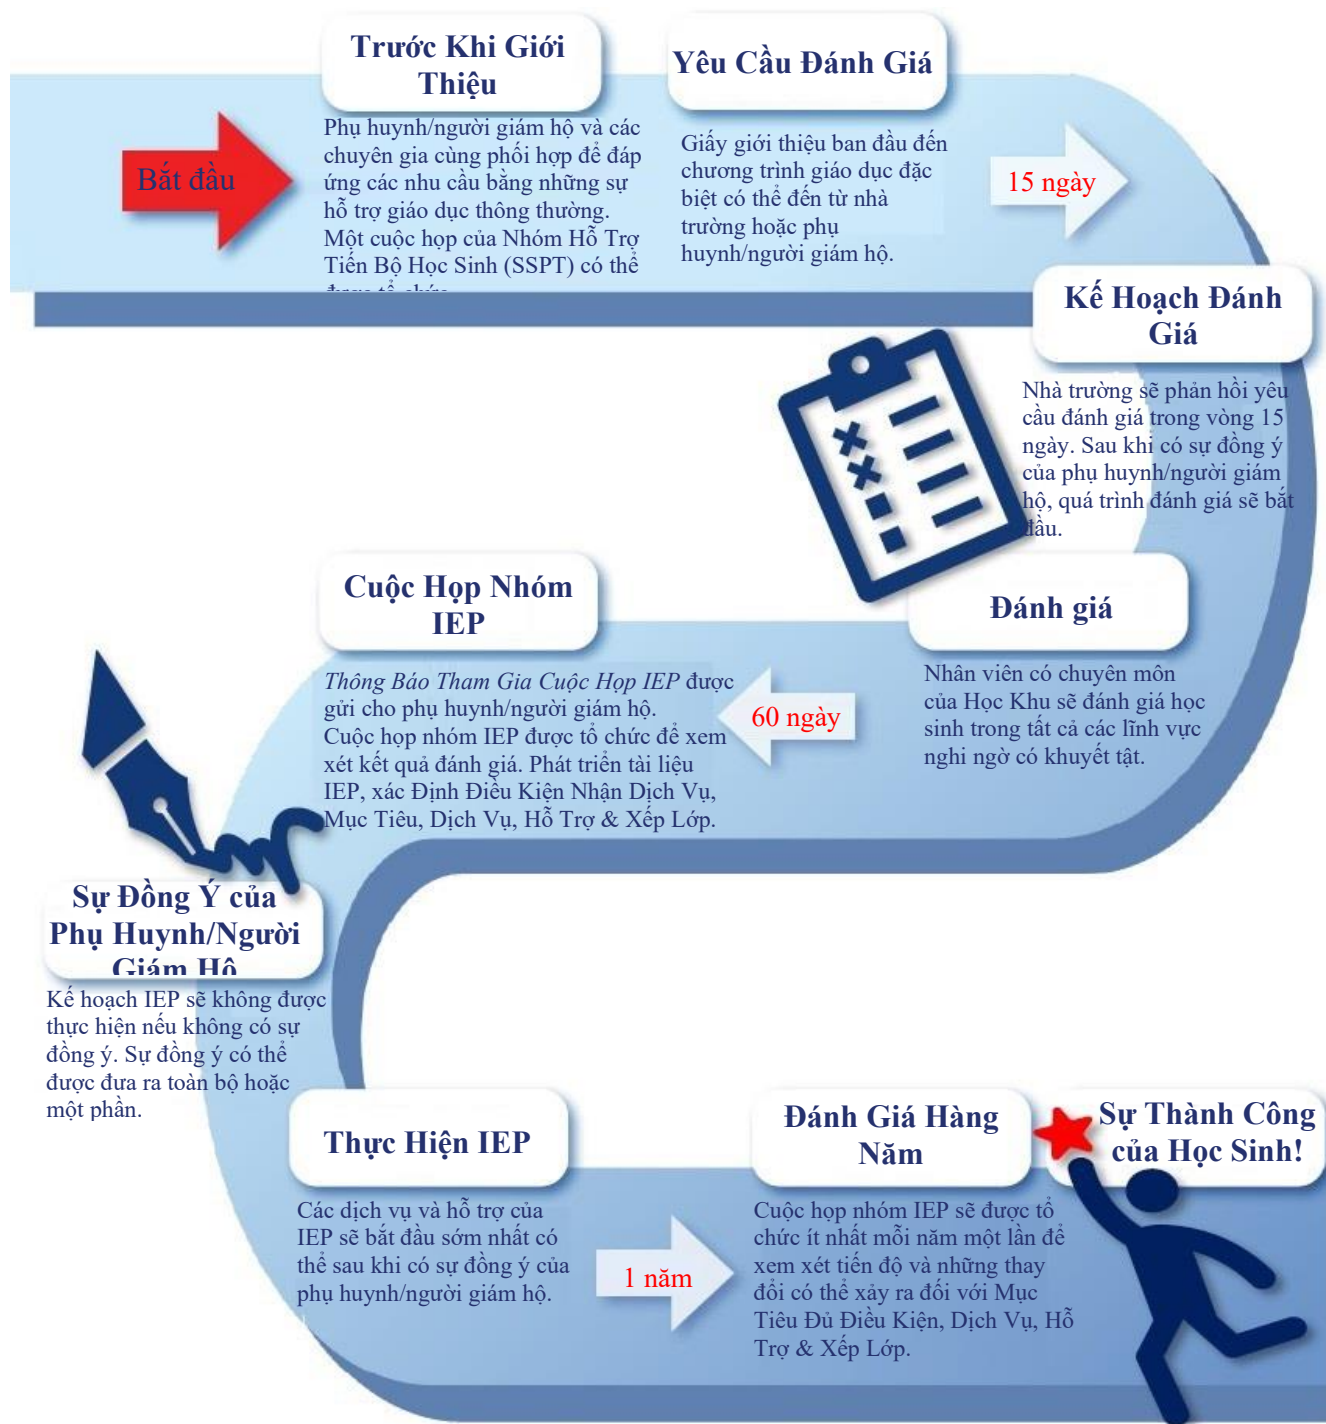 Bắt đầu
Trước Khi Giới
Thiệu
Phụ huynh/người giám hộ và các
chuyên gia cùng phối hợp để đáp
ứng các nhu cầu bằng những sự
hỗ trợ giáo dục thông thường.
Một cuộc họp của Nhóm Hỗ Trợ
Tiến Bộ Học Sinh (SSPT) có thể
được tổ chức
Yêu Cầu Đánh Giá
Giấy giới thiệu ban đầu đến
chương trình giáo dục đặc
biệt có thể đến từ nhà
trường hoặc phụ
huynh/người giám hộ.
15 ngày
Kế Hoạch Đánh
Giá
Nhà trường sẽ phản hồi yêu
cầu đánh giá trong vòng 15
ngày. Sau khi có sự đồng ý
của phụ huynh/người giám
hộ, quá trình đánh giá sẽ bắt
đầu.
Đánh giá
Nhân viên có chuyên môn
của Học Khu sẽ đánh giá học
sinh trong tất cả các lĩnh vực
nghi ngờ có khuyết tật.
60 ngày
Cuộc Họp Nhóm
IEP
Thông Báo Tham Gia Cuộc Họp IEP được
gửi cho phụ huynh/người giám hộ.
Cuộc họp nhóm IEP được tổ chức để xem
xét kết quả đánh giá. Phát triển tài liệu
IEP, xác Định Điều Kiện Nhận Dịch Vụ,
Mục Tiêu, Dịch Vụ, Hỗ Trợ & Xếp Lớp.
Sự Đồng Ý của
Phụ Huynh/Người
Giám Hộ
Kế hoạch IEP sẽ không được
thực hiện nếu không có sự
đồng ý. Sự đồng ý có thể
được đưa ra toàn bộ hoặc
một phần.
Thực Hiện IEP
Các dịch vụ và hỗ trợ của
IEP sẽ bắt đầu sớm nhất có
thể sau khi có sự đồng ý của
phụ huynh/người giám hộ.
1 năm
Đánh Giá Hàng
Năm
Cuộc họp nhóm IEP sẽ được tổ
chức ít nhất mỗi năm một lần để
xem xét tiến độ và những thay
đổi có thể xảy ra đối với Mục
Tiêu Đủ Điều Kiện, Dịch Vụ, Hỗ
Trợ & Xếp Lớp.
Sự Thành Công
của Học Sinh!